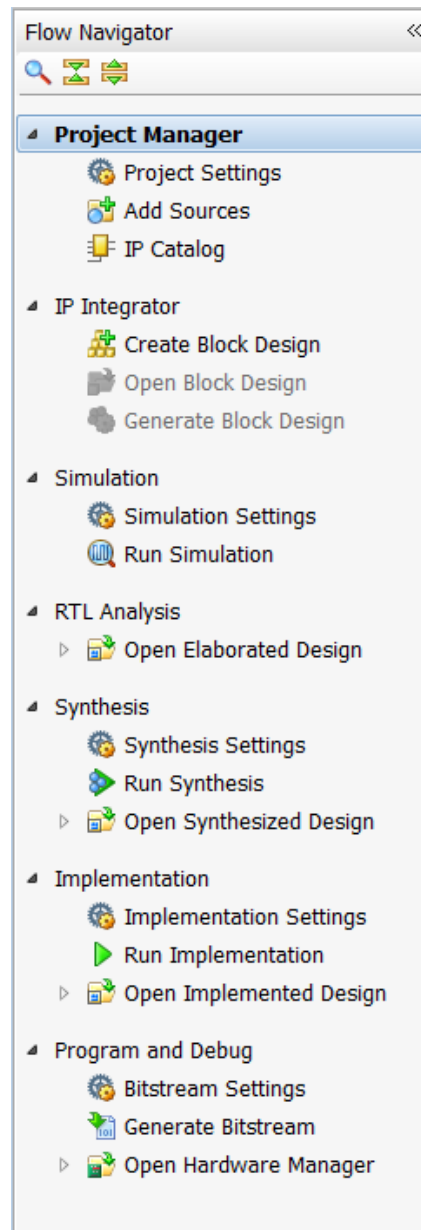 Flow Navigator
Project Manager
Project Settings
Add Sources
IP Catalog
IP Integrator
Create Block Design
Open Block Design
Generate Block Design
Simulation
Simulation Settings
Run Simulation
RTL Analysis
Open Elaborated Design
Synthesis
Synthesis Settings
Run Synthesis
Open Synthesized Design
Implementation
Implementation Settings
Run Implementation
Open Implemented Design
Program and Debug
Bitstream Settings
Generate Bitstream
Open Hardware Manager